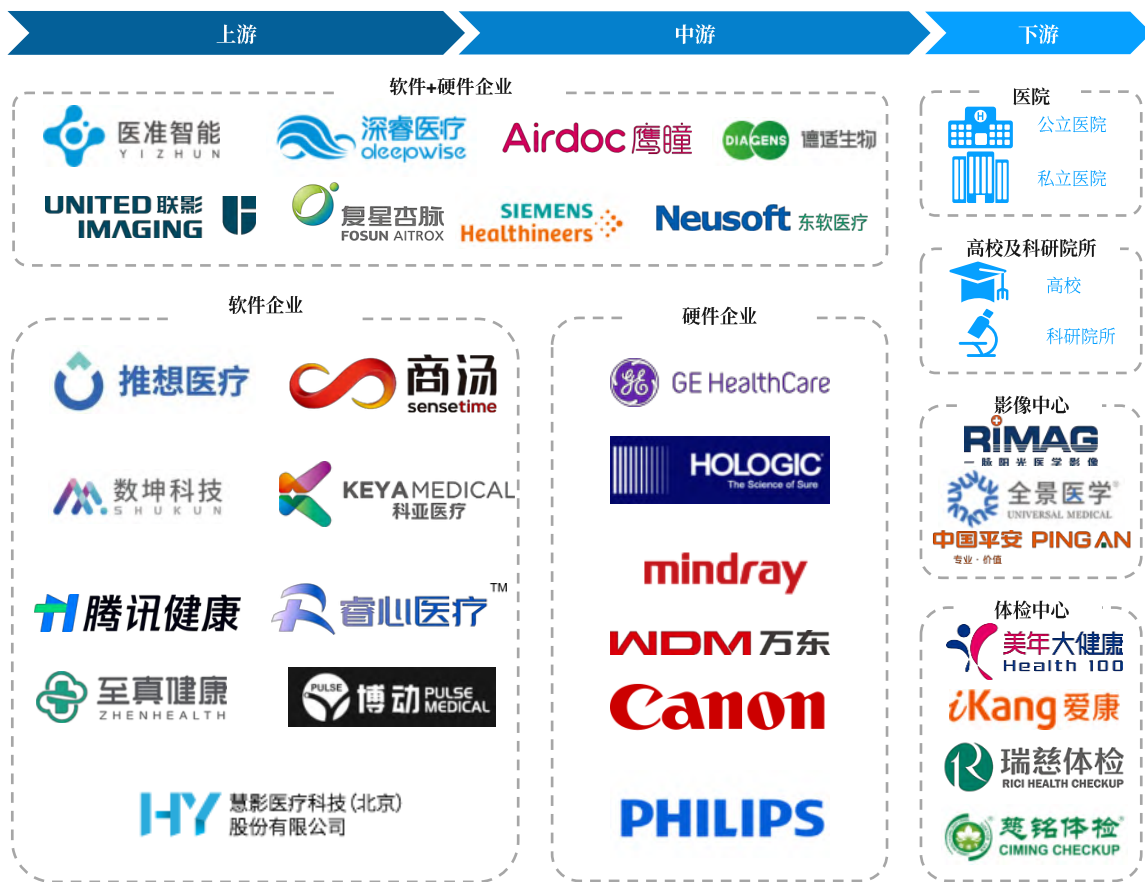 上游
中游
下游
软件+硬件企业
医准智能
YIZHUN
深睿医疗
deepwise
Airdoc 鹰瞳
DIAGENS 德适生物
UNITED 联影
IMAGING
复星杏脉
FOSUN AITROX
SIEMENS
Healthineers
Neusoft 东软医疗
软件企业
推想医疗
商汤
sensetime
数坤科技
SHUKUN
KEYA MEDICAL
科亚医疗
腾讯健康
睿心医疗 TM
至真健康
ZHENHEALTH
PULSE 博动 PULSE
MEDICAL
HY 慧影医疗科技(北京)
股份有限公司
硬件企业
GE GE HealthCare
HOLOGIC
The Science of Sure
mindray
WDM 万东
Canon
PHILIPS
医院
H
公立医院
私立医院
高校及科研院所
高校
科研院所
影像中心
RIMAG
一脉阳光医学影像
全景医学
UNIVERSAL MEDICAL
中国平安 PING AN
专业·价值
体检中心
美年大健康
Health 100
iKang 爱康
瑞慈体检
RICI HEALTH CHECKUP
慈铭体检
CIMING CHECKUP